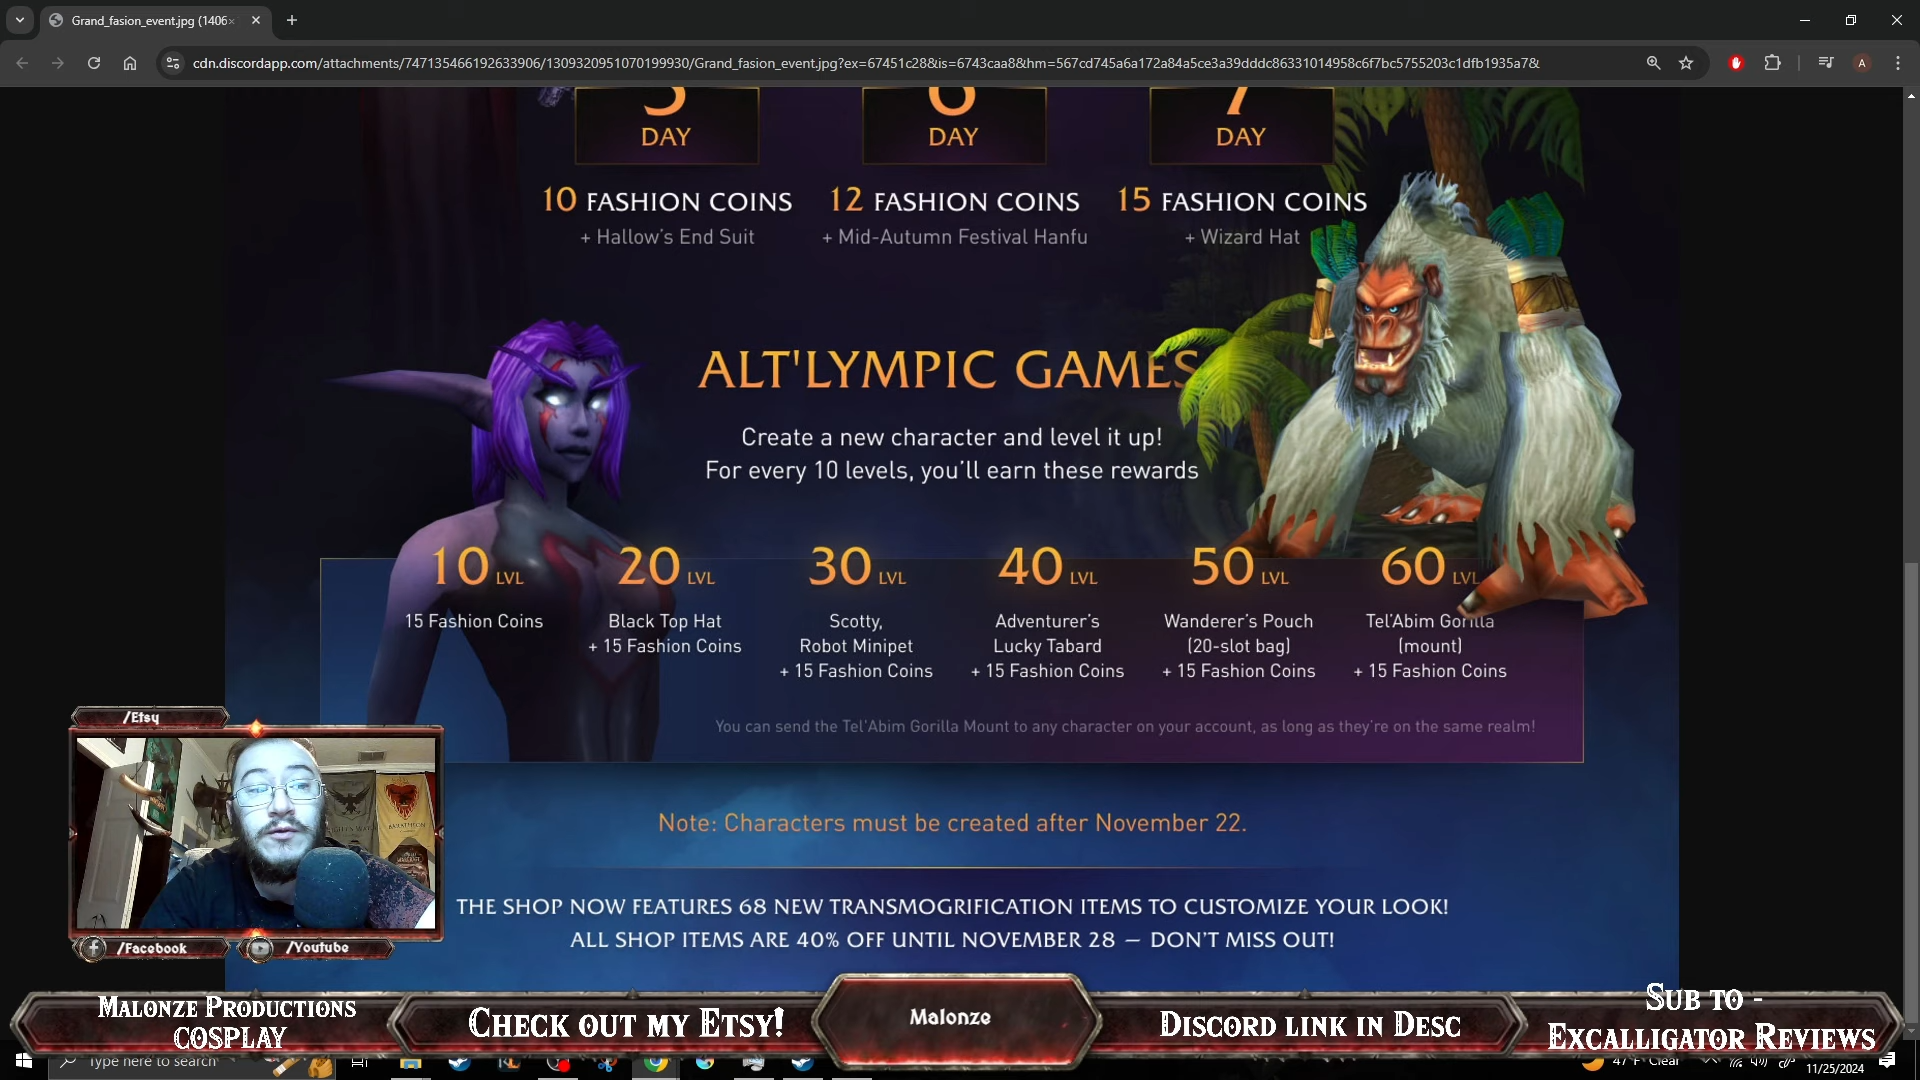 Grand_fasion_event.jpg (1406×
cdn.discordapp.com/attachments/747135466192633906/1309320951070199930/Grand_fasion_event.jpg?ex=67451c28&is=6743caa8&hm=567cd745a6a172a84a5ce3a39dddc86331014958c6f7bc5755203c1dfb1935a7&
A
5 6 7
DAY DAY DAY
10 FASHION COINS 12 FASHION COINS 15 FASHION COINS
+ Hallow's End Suit + Mid-Autumn Festival Hanfu + Wizard Hat
ALT'LYMPIC GAMES
Create a new character and level it up!
For every 10 levels, you'll earn these rewards
10 LVL 20 LVL 30 LVL 40 LVL 50 LVL 60 LVL
15 Fashion Coins Black Top Hat Scotty, Adventurer's Wanderer's Pouch Tel'Abim Gorilla
+ 15 Fashion Coins Robot Minipet Lucky Tabard (20-slot bag) (mount)
+ 15 Fashion Coins + 15 Fashion Coins + 15 Fashion Coins + 15 Fashion Coins
You can send the Tel'Abim Gorilla Mount to any character on your account, as long as they're on the same realm!
Note: Characters must be created after November 22.
THE SHOP NOW FEATURES 68 NEW TRANSMOGRIFICATION ITEMS TO CUSTOMIZE YOUR LOOK!
ALL SHOP ITEMS ARE 40% OFF UNTIL NOVEMBER 28 — DON'T MISS OUT!
/Etsy
/Facebook /Youtube
Malonze Productions
Cosplay
Check out my Etsy!
Malonze
Discord link in Desc
Sub to -
Excalligator Reviews
Type here to search
47°F Clear
11/25/2024